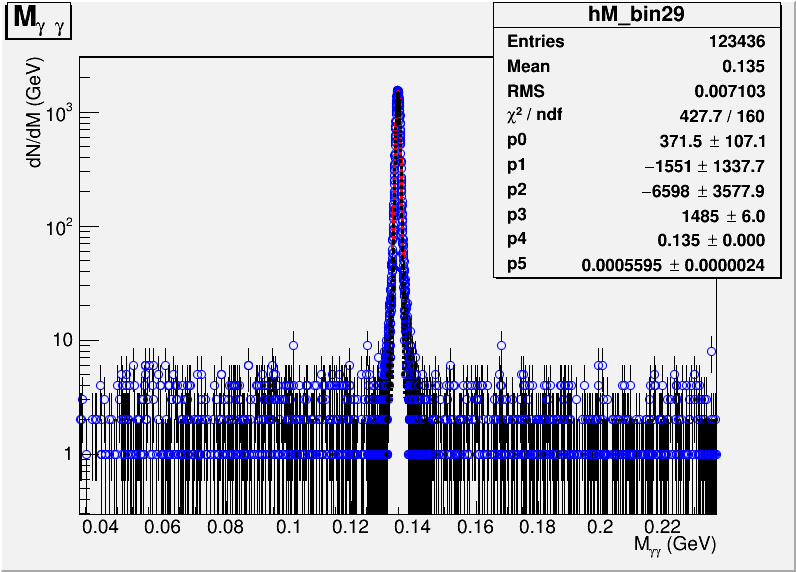 M γ γ
hM_bin29
Entries 123436
Mean 0.135
RMS 0.007103
χ² / ndf 427.7 / 160
p0 371.5 ± 107.1
p1 −1551 ± 1337.7
p2 −6598 ± 3577.9
p3 1485 ± 6.0
p4 0.135 ± 0.000
p5 0.0005595 ± 0.0000024
dN/dM (GeV)
10³
10²
10
1
0.04 0.06 0.08 0.1 0.12 0.14 0.16 0.18 0.2 0.22
Mγγ (GeV)